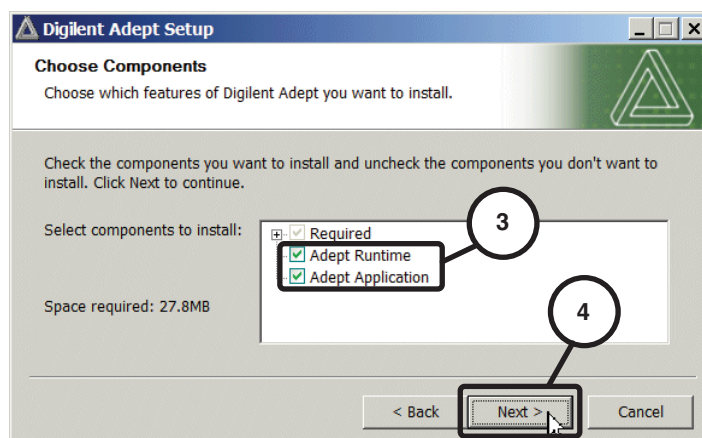 Digilent Adept Setup
Choose Components
Choose which features of Digilent Adept you want to install.
Check the components you want to install and uncheck the components you don't want to
install. Click Next to continue.
Select components to install:
Required
Adept Runtime
Adept Application
3
Space required: 27.8MB
4
< Back
Next >
Cancel